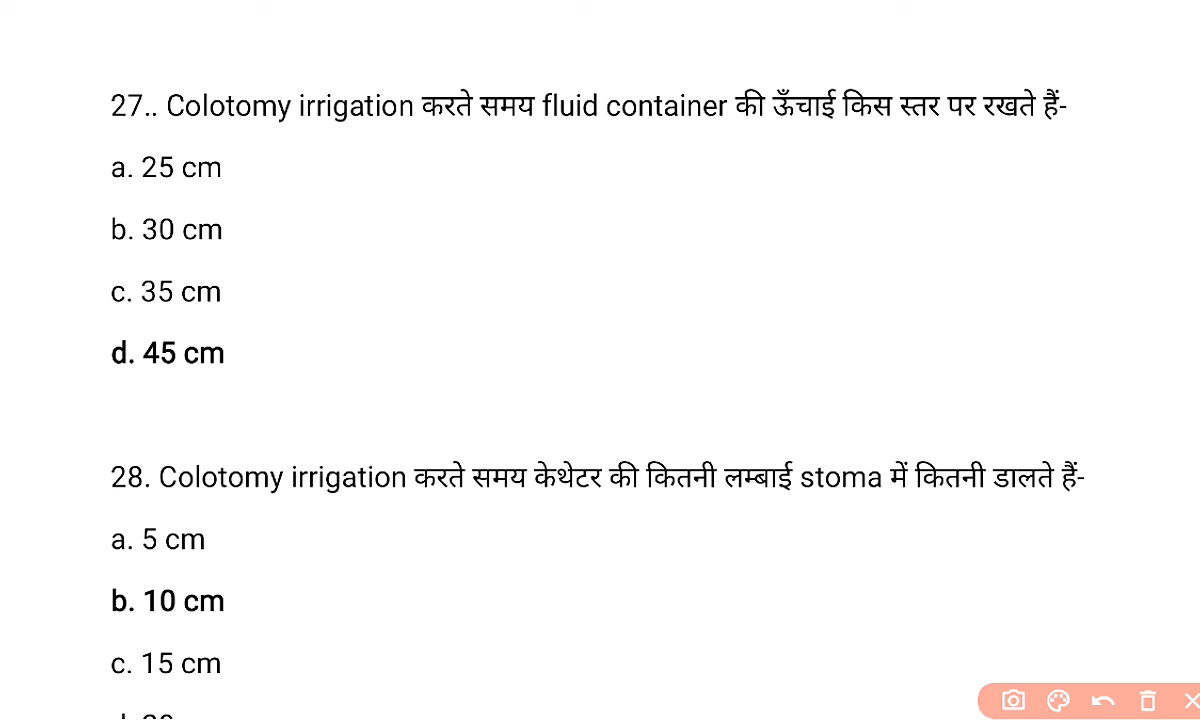 27.. Colotomy irrigation करते समय fluid container की ऊँचाई किस स्तर पर रखते हैं-
a. 25 cm
b. 30 cm
c. 35 cm
d. 45 cm
28. Colotomy irrigation करते समय केथेटर की कितनी लम्बाई stoma में कितनी डालते हैं-
a. 5 cm
b. 10 cm
c. 15 cm